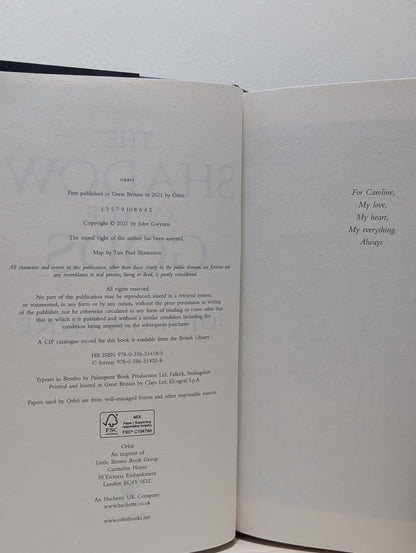 ORBIT
First published in Great Britain in 2021 by Orbit
1 3 5 7 9 10 8 6 4 2
Copyright © 2021 by John Gwynne
The moral right of the author has been asserted.
Map by Tim Paul Illustration
All characters and events in this publication, other than those clearly in the public domain, are fictitious and any resemblance to real persons, living or dead, is purely coincidental.
All rights reserved.
No part of this publication may be reproduced, stored in a retrieval system,
or transmitted, in any form or by any means, without the prior permission in writing
of the publisher, nor be otherwise circulated in any form of binding or cover other than
that in which it is published and without a similar condition including this
condition being imposed on the subsequent purchaser.
A CIP catalogue record for this book is available from the British Library
HB ISBN 978-0-356-51418-5
C format 978-0-356-51420-8
Typeset in Bembo by Palimpsest Book Production Ltd, Falkirk, Stirlingshire
Printed and bound in Great Britain by Clays Ltd, Elcograf S.p.A
Papers used by Orbit are from well-managed forests and other responsible sources.
FSC
MIX
Paper | Supporting
responsible forestry
FSC® C104740
Orbit
An imprint of
Little, Brown Book Group
Carmelite House
50 Victoria Embankment
London EC4Y 0DZ
An Hachette UK Company
www.hachette.co.uk
www.orbitbooks.net
For Caroline,
My love,
My heart,
My everything.
Always